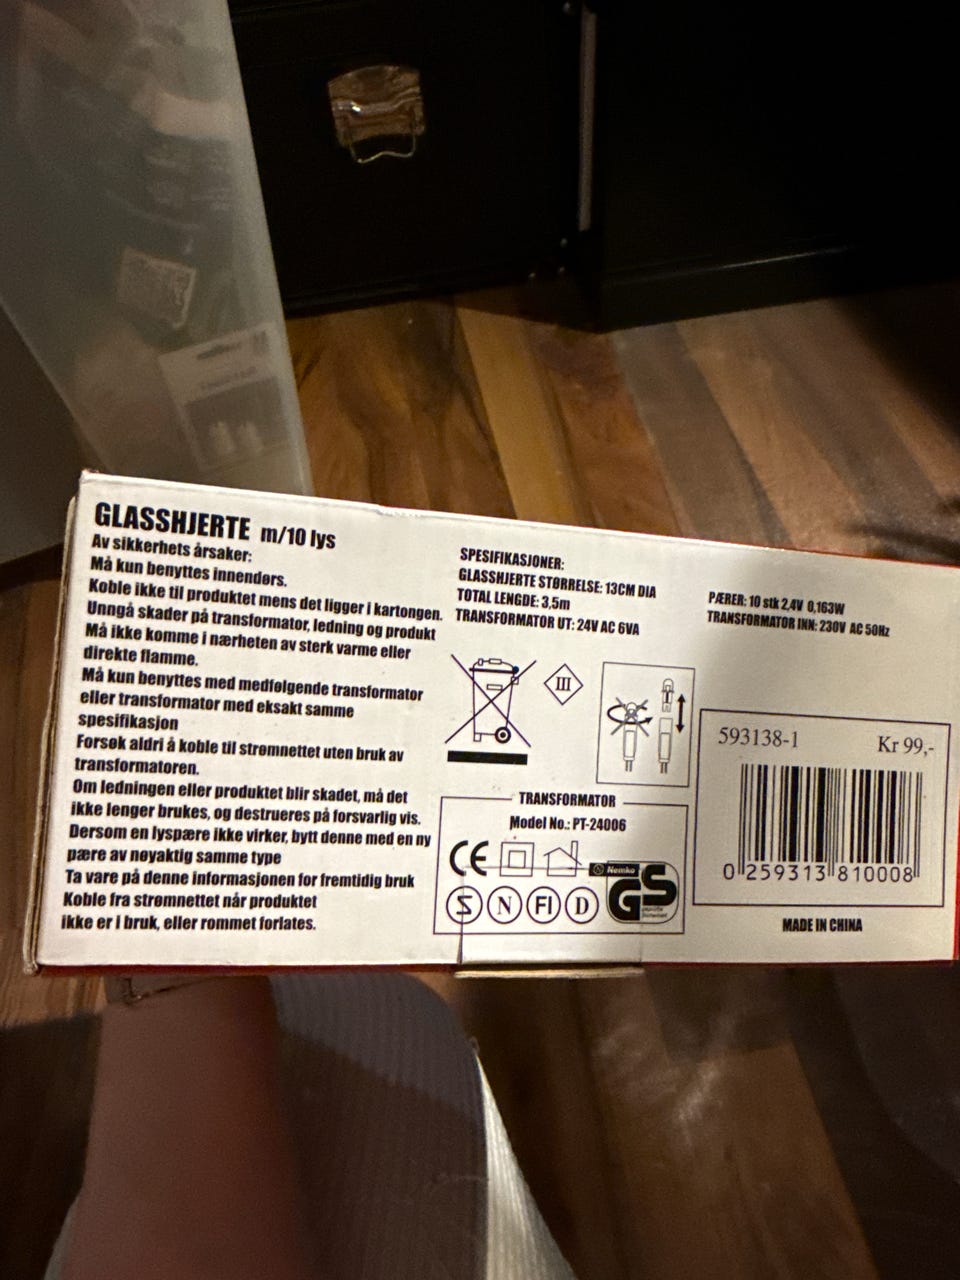 GLASSHJERTE m/10 lys
Av sikkerhets årsaker:
Må kun benyttes innendørs.
Koble ikke til produktet mens det ligger i kartongen.
Unngå skader på transformator, ledning og produkt
Må ikke komme i nærheten av sterk varme eller
direkte flamme.
Må kun benyttes med medfølgende transformator
eller transformator med eksakt samme
spesifikasjon
Forsøk aldri å koble til strømnettet uten bruk av
transformatoren.
Om ledningen eller produktet blir skadet, må det
ikke lenger brukes, og destrueres på forsvarlig vis.
Dersom en lyspære ikke virker, bytt denne med en ny
pære av nøyaktig samme type
Ta vare på denne informasjonen for fremtidig bruk
Koble fra strømnettet når produktet
ikke er i bruk, eller rommet forlates.
SPESIFIKASJONER:
GLASSHJERTE STØRRELSE: 13CM DIA
TOTAL LENGDE: 3,5m
TRANSFORMATOR UT: 24V AC 6VA
PÆRER: 10 stk 2,4V 0,163W
TRANSFORMATOR INN: 230V AC 50Hz
III
TRANSFORMATOR
Model No.: PT-24006
CE
N Nemko
S N FI D
GS
593138-1 Kr 99,-
0 259313 810008
MADE IN CHINA